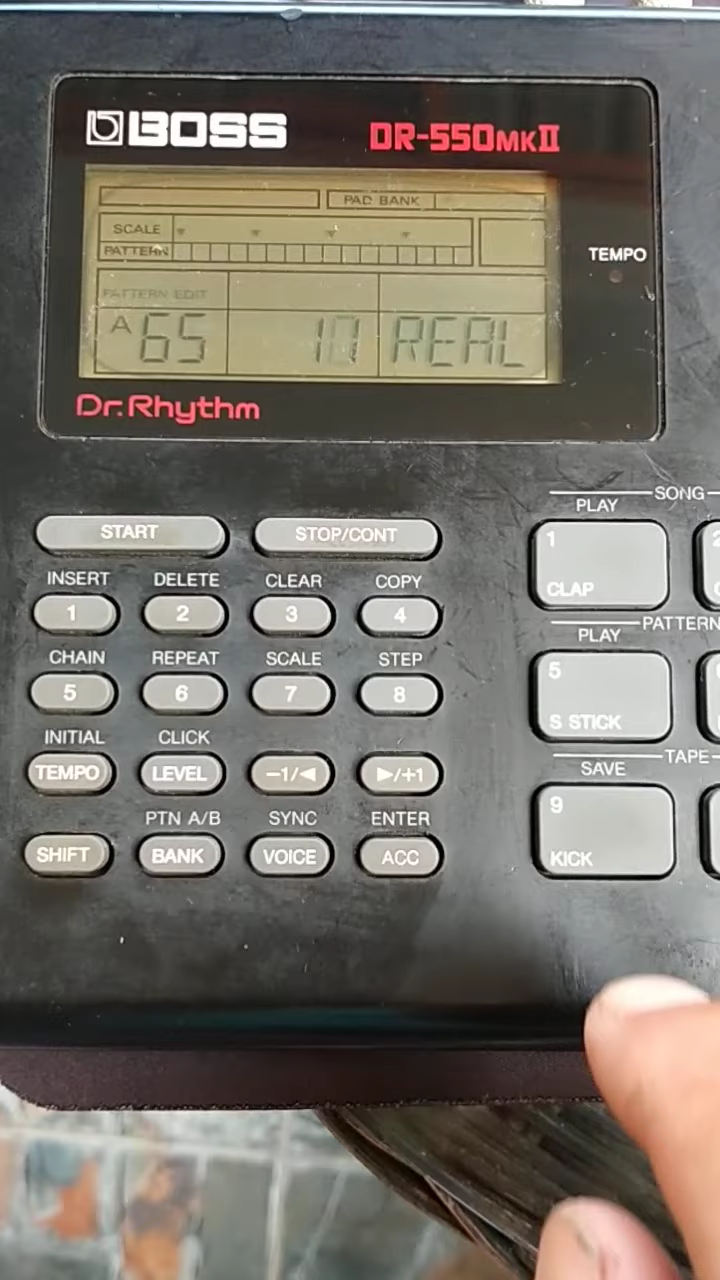 BOSS DR-550MKII
PAD BANK
SCALE
PATTERN
TEMPO
PATTERN EDIT
A 65 10 REAL
Dr.Rhythm
SONG
PLAY
START STOP/CONT
1
CLAP
INSERT DELETE CLEAR COPY
1 2 3 4
PATTERN
PLAY
CHAIN REPEAT SCALE STEP
5 6 7 8
5
S STICK
INITIAL CLICK
TEMPO LEVEL -1/◀ ▶/+1
TAPE
SAVE
9
KICK
PTN A/B SYNC ENTER
SHIFT BANK VOICE ACC